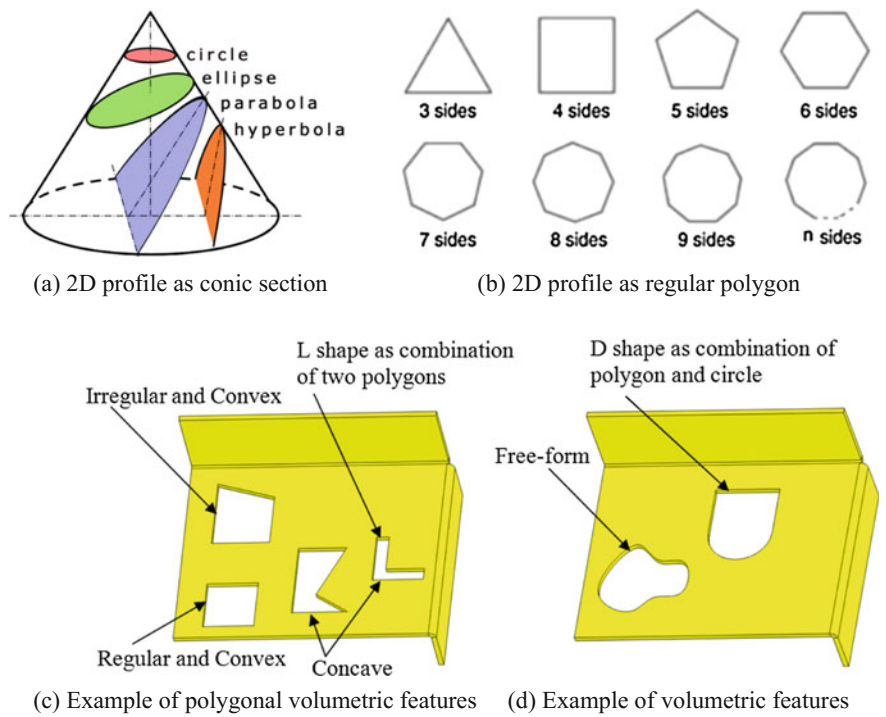 circle
ellipse
parabola
hyperbola
3 sides
4 sides
5 sides
6 sides
7 sides
8 sides
9 sides
n sides
(a) 2D profile as conic section
(b) 2D profile as regular polygon
L shape as combination
of two polygons
Irregular and Convex
Regular and Convex
Concave
D shape as combination of
polygon and circle
Free-form
(c) Example of polygonal volumetric features
(d) Example of volumetric features